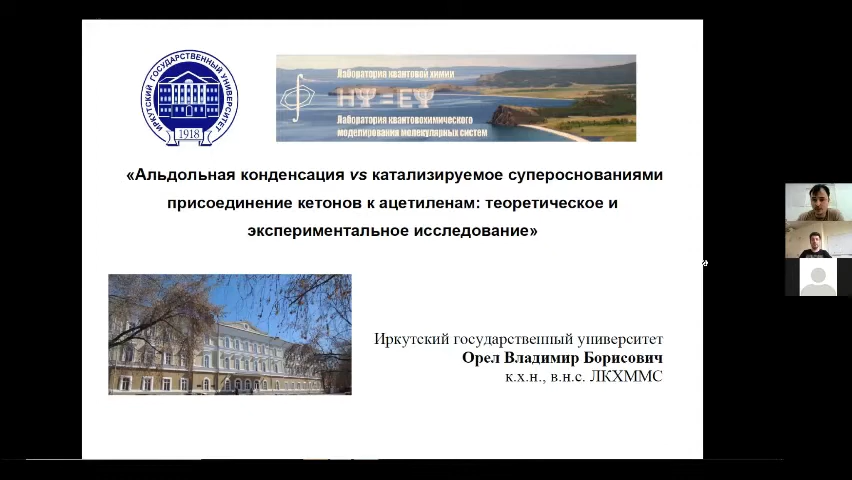 ИРКУТСКИЙ ГОСУДАРСТВЕННЫЙ УНИВЕРСИТЕТ
1918
Лаборатория квантовой химии
HΨ=EΨ
Лаборатория квантовохимического
моделирования молекулярных систем
«Альдольная конденсация vs катализируемое супероснованиями
присоединение кетонов к ацетиленам: теоретическое и
экспериментальное исследование»
Иркутский государственный университет
Орел Владимир Борисович
к.х.н., в.н.с. ЛКХММС